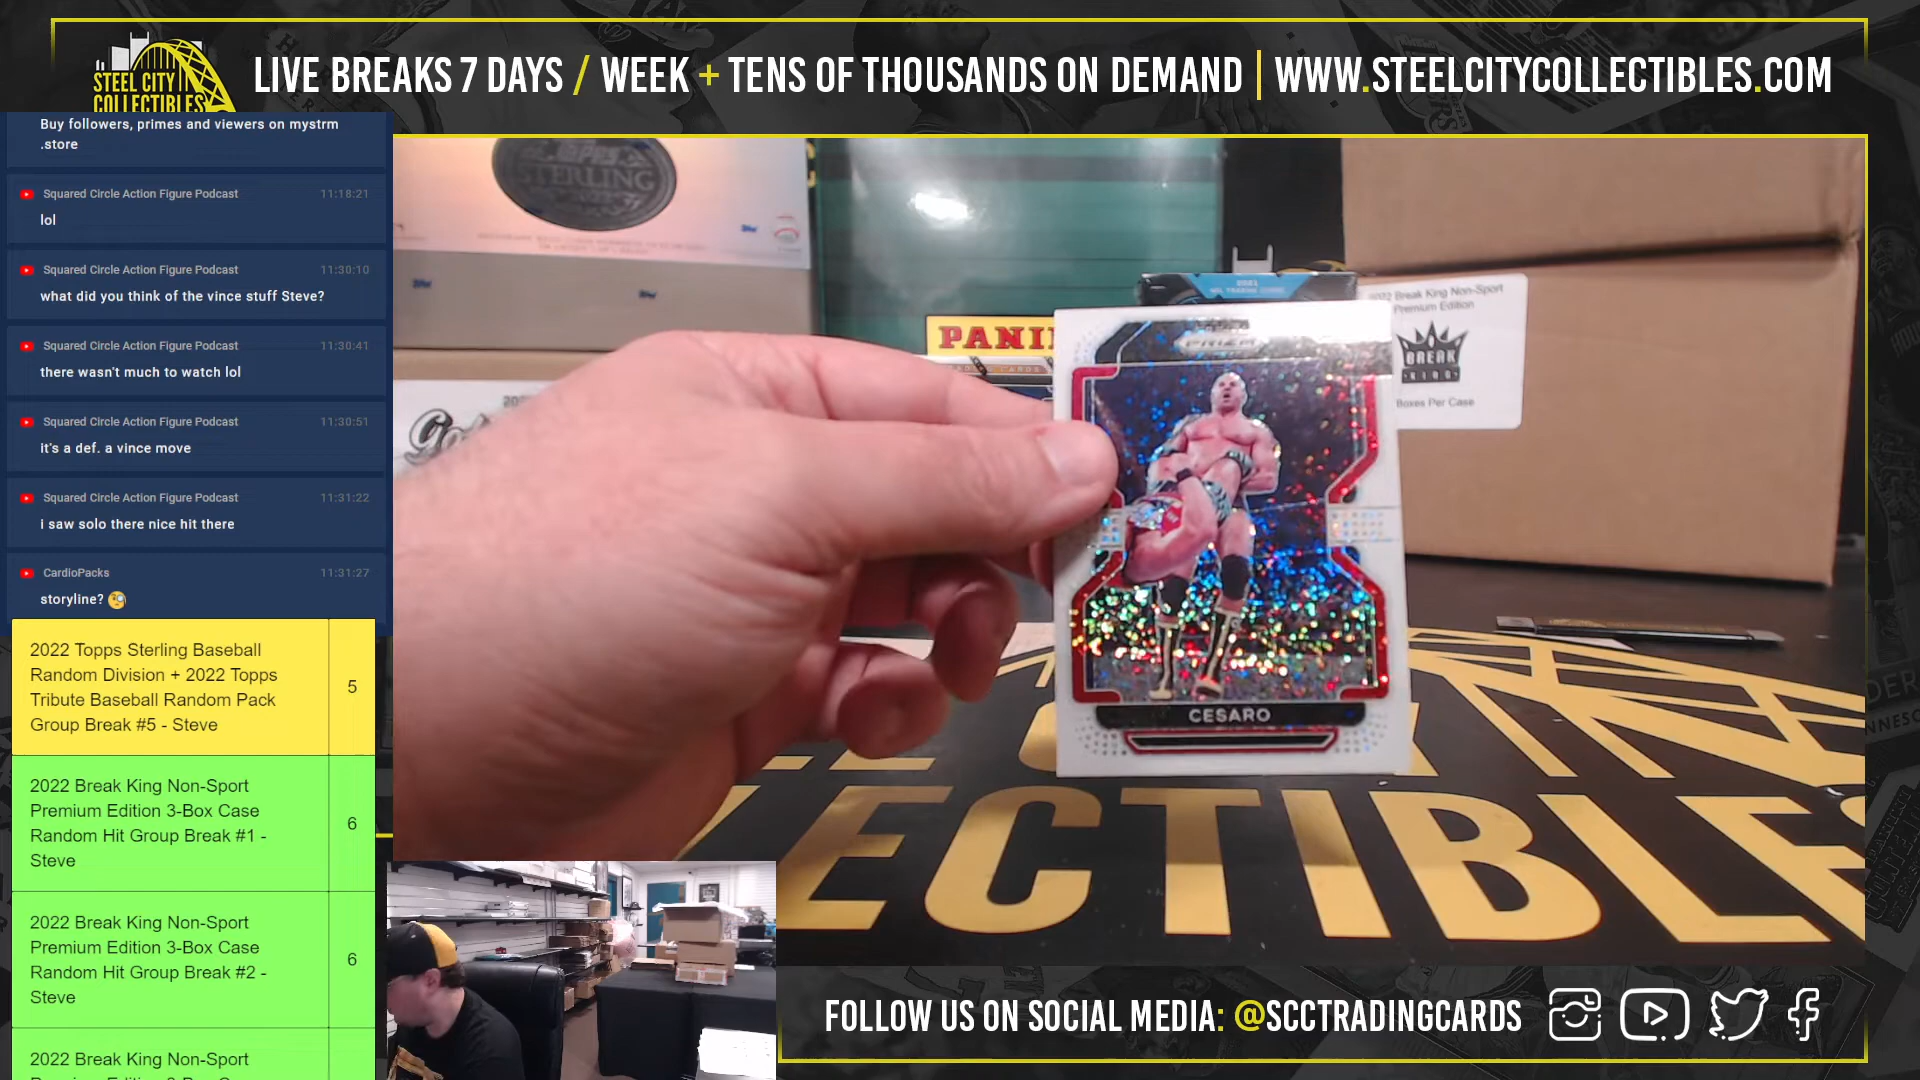 STEEL CITY
COLLECTIBLES
LIVE BREAKS 7 DAYS / WEEK + TENS OF THOUSANDS ON DEMAND | WWW.STEELCITYCOLLECTIBLES.COM
Buy followers, primes and viewers on mystrm
.store
Squared Circle Action Figure Podcast 11:18:21
lol
Squared Circle Action Figure Podcast 11:30:10
what did you think of the vince stuff Steve?
Squared Circle Action Figure Podcast 11:30:41
there wasn't much to watch lol
Squared Circle Action Figure Podcast 11:30:51
it's a def. a vince move
Squared Circle Action Figure Podcast 11:31:22
i saw solo there nice hit there
CardioPacks 11:31:27
storyline? 🧐
2022 Topps Sterling Baseball
Random Division + 2022 Topps
Tribute Baseball Random Pack
Group Break #5 - Steve
5
2022 Break King Non-Sport
Premium Edition 3-Box Case
Random Hit Group Break #1 -
Steve
6
2022 Break King Non-Sport
Premium Edition 3-Box Case
Random Hit Group Break #2 -
Steve
6
2022 Break King Non-Sport
STERLING
PANINI
2022 Break King Non-Sport
Premium Edition
BREAK
KING
Boxes Per Case
PRIZM
CESARO
LECTIBLE
FOLLOW US ON SOCIAL MEDIA: @SCCTRADINGCARDS